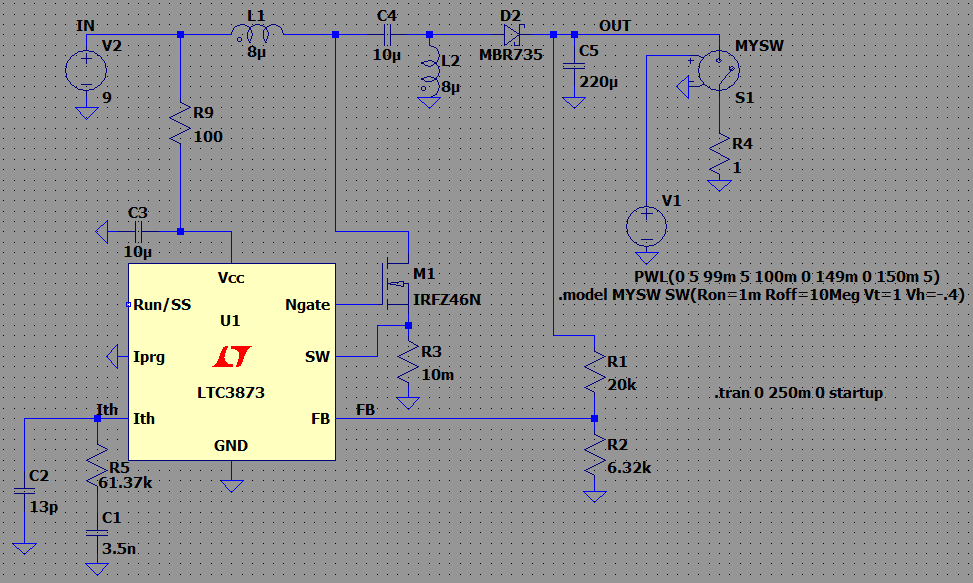 IN
L1
C4
D2
OUT
V2
8µ
10µ
MBR735
MYSW
L2
C5
9
R9
8µ
220µ
S1
100
R4
1
C3
V1
10µ
Vcc
M1
PWL(0 5 99m 5 100m 0 149m 0 150m 5)
Run/SS
Ngate
IRFZ46N
.model MYSW SW(Ron=1m Roff=10Meg Vt=1 Vh=-.4)
U1
Iprg
SW
R3
R1
10m
20k
LTC3873
.tran 0 250m 0 startup
Ith
Ith
FB
FB
GND
R2
R5
6.32k
C2
61.37k
13p
C1
3.5n